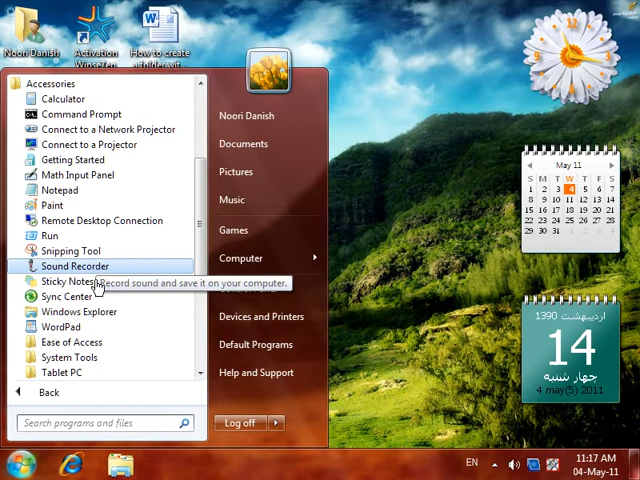 Noori Danish
Activation
Winse7en
How to create
a folder wit...
12
Accessories
Calculator
Command Prompt
Connect to a Network Projector
Connect to a Projector
Getting Started
Math Input Panel
Notepad
Paint
Remote Desktop Connection
Run
Snipping Tool
Sound Recorder
Sticky Notes
Record sound and save it on your computer.
Sync Center
Windows Explorer
WordPad
Ease of Access
System Tools
Tablet PC
Back
Search programs and files
Noori Danish
Documents
Pictures
Music
Games
Computer
Devices and Printers
Default Programs
Help and Support
Log off
May 11
S M T W T F S
1 2 3 4 5 6 7
8 9 10 11 12 13 14
15 16 17 18 19 20 21
22 23 24 25 26 27 28
29 30 31
اردیبهشت 1390
14
چهار شنبه
4 may(5) 2011
EN
11:17 AM
04-May-11